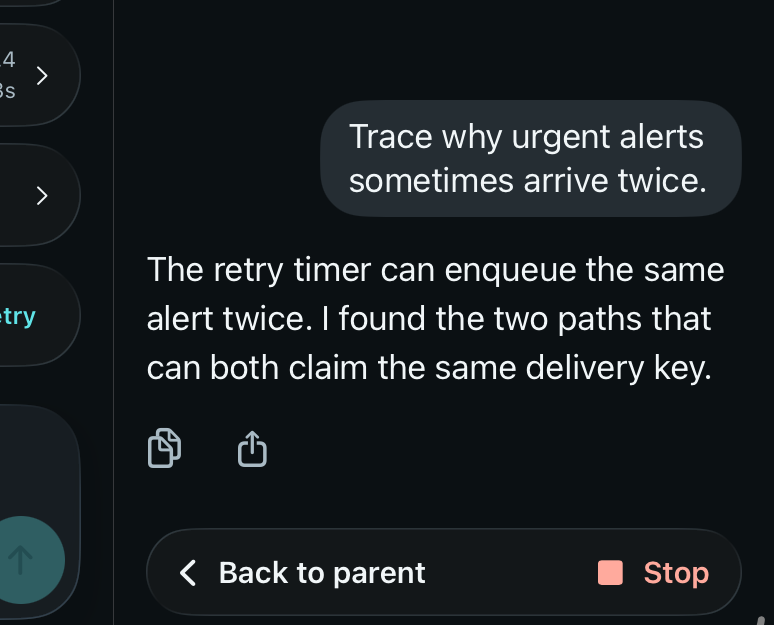 Trace why urgent alerts
sometimes arrive twice.
The retry timer can enqueue the same
alert twice. I found the two paths that
can both claim the same delivery key.
Back to parent
Stop